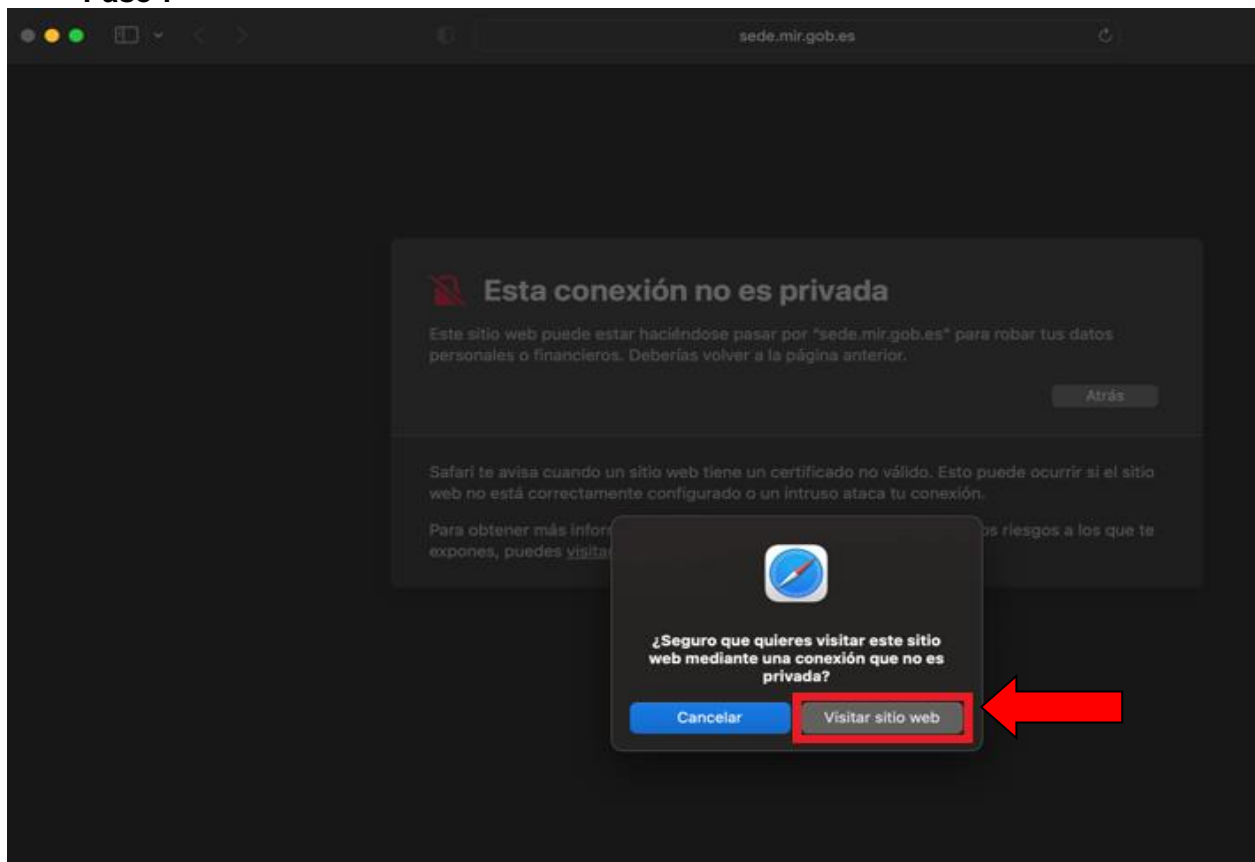 sede.mir.gob.es
Esta conexión no es privada
Este sitio web puede estar haciéndose pasar por "sede.mir.gob.es" para robar tus datos
personales o financieros. Deberías volver a la página anterior.
Atrás
Safari te avisa cuando un sitio web tiene un certificado no válido. Esto puede ocurrir si el sitio
web no está correctamente configurado o un intruso ataca tu conexión.
Para obtener más riesgos a los que te
expones, puedes
¿Seguro que quieres visitar este sitio
web mediante una conexión que no es
privada?
Cancelar Visitar sitio web